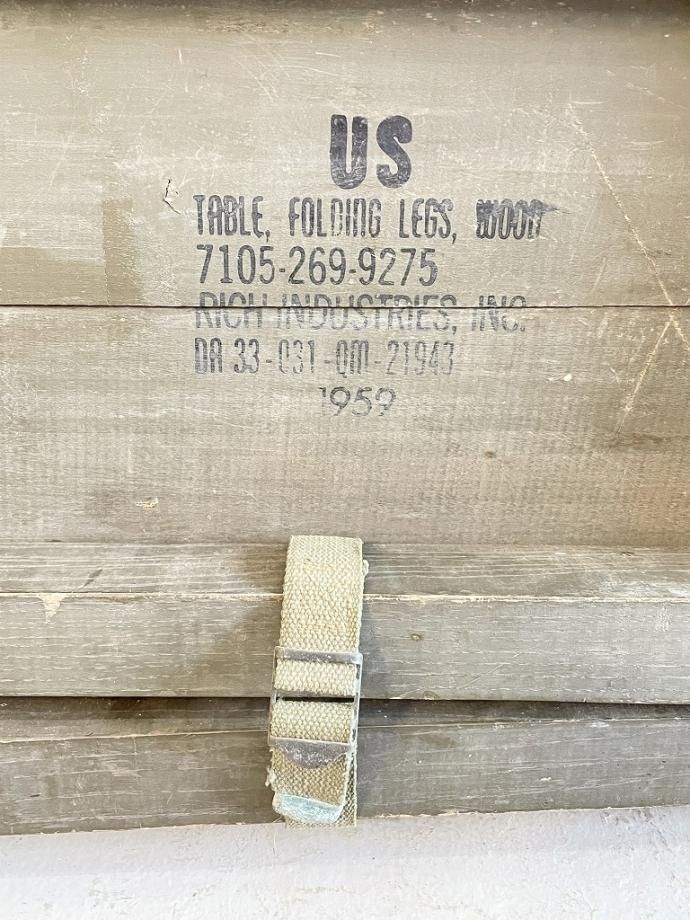 US
TABLE, FOLDING LEGS, WOOD
7105-269-9275
RICH INDUSTRIES, INC.
DA 33-031-QM-21943
1959